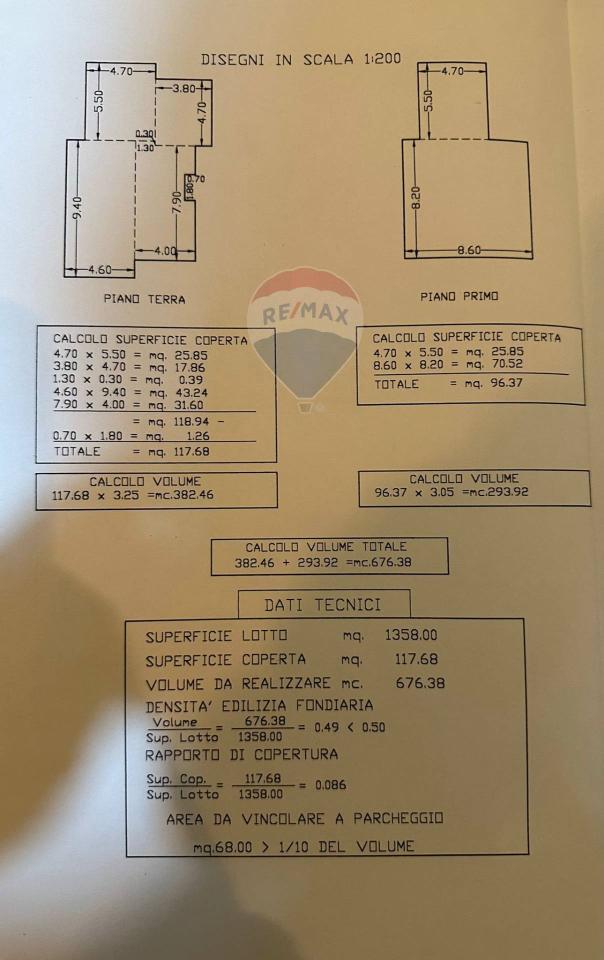 DISEGNI IN SCALA 1:200
4.70
3.80
5.50
4.70
0.30
1.30
0.70
1.80
9.40
7.90
4.00
4.60
PIANO TERRA
4.70
5.50
8.20
8.60
PIANO PRIMO
RE/MAX
CALCOLO SUPERFICIE COPERTA
4.70 x 5.50 = mq. 25.85
3.80 x 4.70 = mq. 17.86
1.30 x 0.30 = mq. 0.39
4.60 x 9.40 = mq. 43.24
7.90 x 4.00 = mq. 31.60
= mq. 118.94 -
0.70 x 1.80 = mq. 1.26
TOTALE = mq. 117.68
CALCOLO SUPERFICIE COPERTA
4.70 x 5.50 = mq. 25.85
8.60 x 8.20 = mq. 70.52
TOTALE = mq. 96.37
CALCOLO VOLUME
117.68 x 3.25 =mc.382.46
CALCOLO VOLUME
96.37 x 3.05 =mc.293.92
CALCOLO VOLUME TOTALE
382.46 + 293.92 =mc.676.38
DATI TECNICI
SUPERFICIE LOTTO mq. 1358.00
SUPERFICIE COPERTA mq. 117.68
VOLUME DA REALIZZARE mc. 676.38
DENSITA' EDILIZIA FONDIARIA
Volume = 676.38 = 0.49 < 0.50
Sup. Lotto 1358.00
RAPPORTO DI COPERTURA
Sup. Cop. = 117.68 = 0.086
Sup. Lotto 1358.00
AREA DA VINCOLARE A PARCHEGGIO
mq.68.00 > 1/10 DEL VOLUME